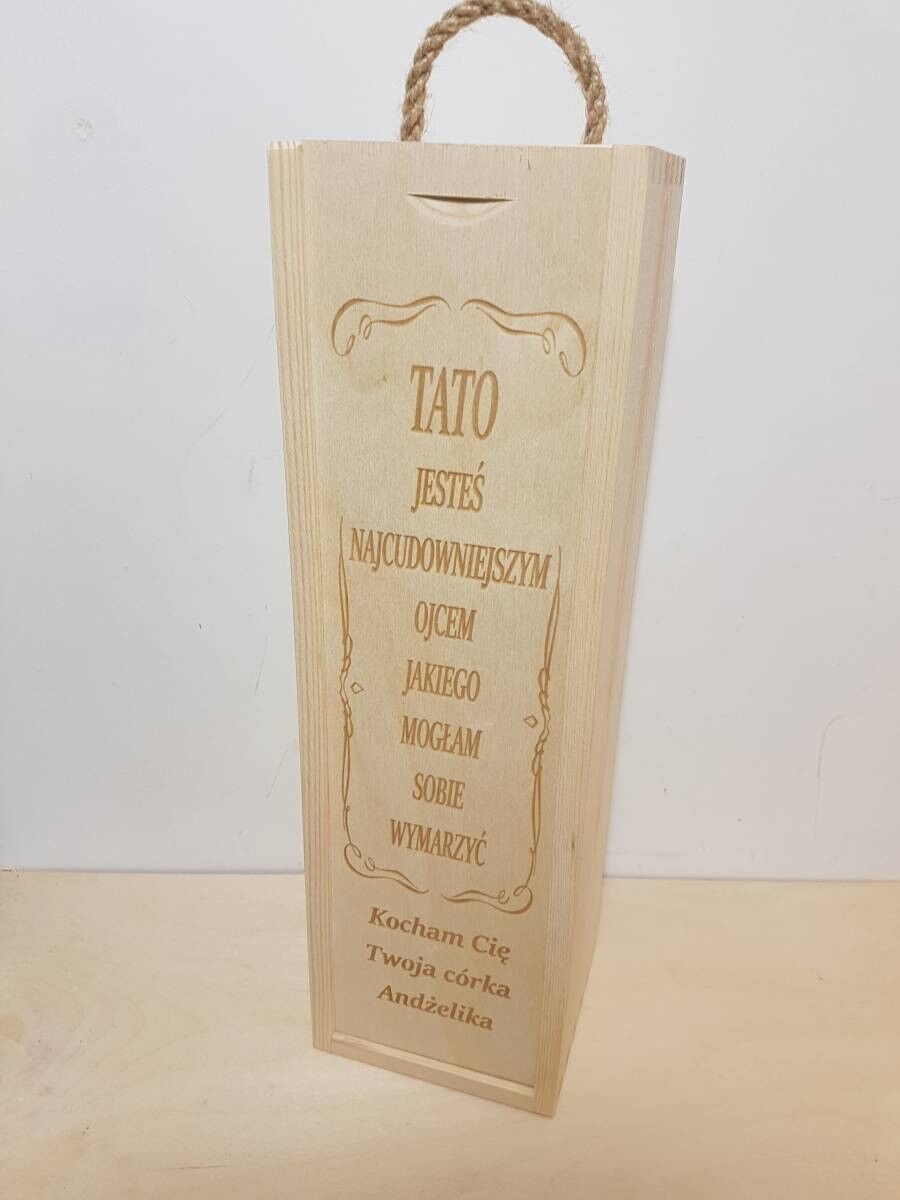 TATO
JESTEŚ
NAJCUDOWNIEJSZYM
OJCEM
JAKIEGO
MOGŁAM
SOBIE
WYMARZYĆ
Kocham Cię
Twoja córka
Andżelika